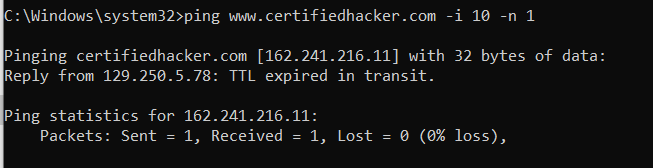 C:\Windows\system32>ping www.certifiedhacker.com -i 10 -n 1
Pinging certifiedhacker.com [162.241.216.11] with 32 bytes of data:
Reply from 129.250.5.78: TTL expired in transit.
Ping statistics for 162.241.216.11:
    Packets: Sent = 1, Received = 1, Lost = 0 (0% loss),